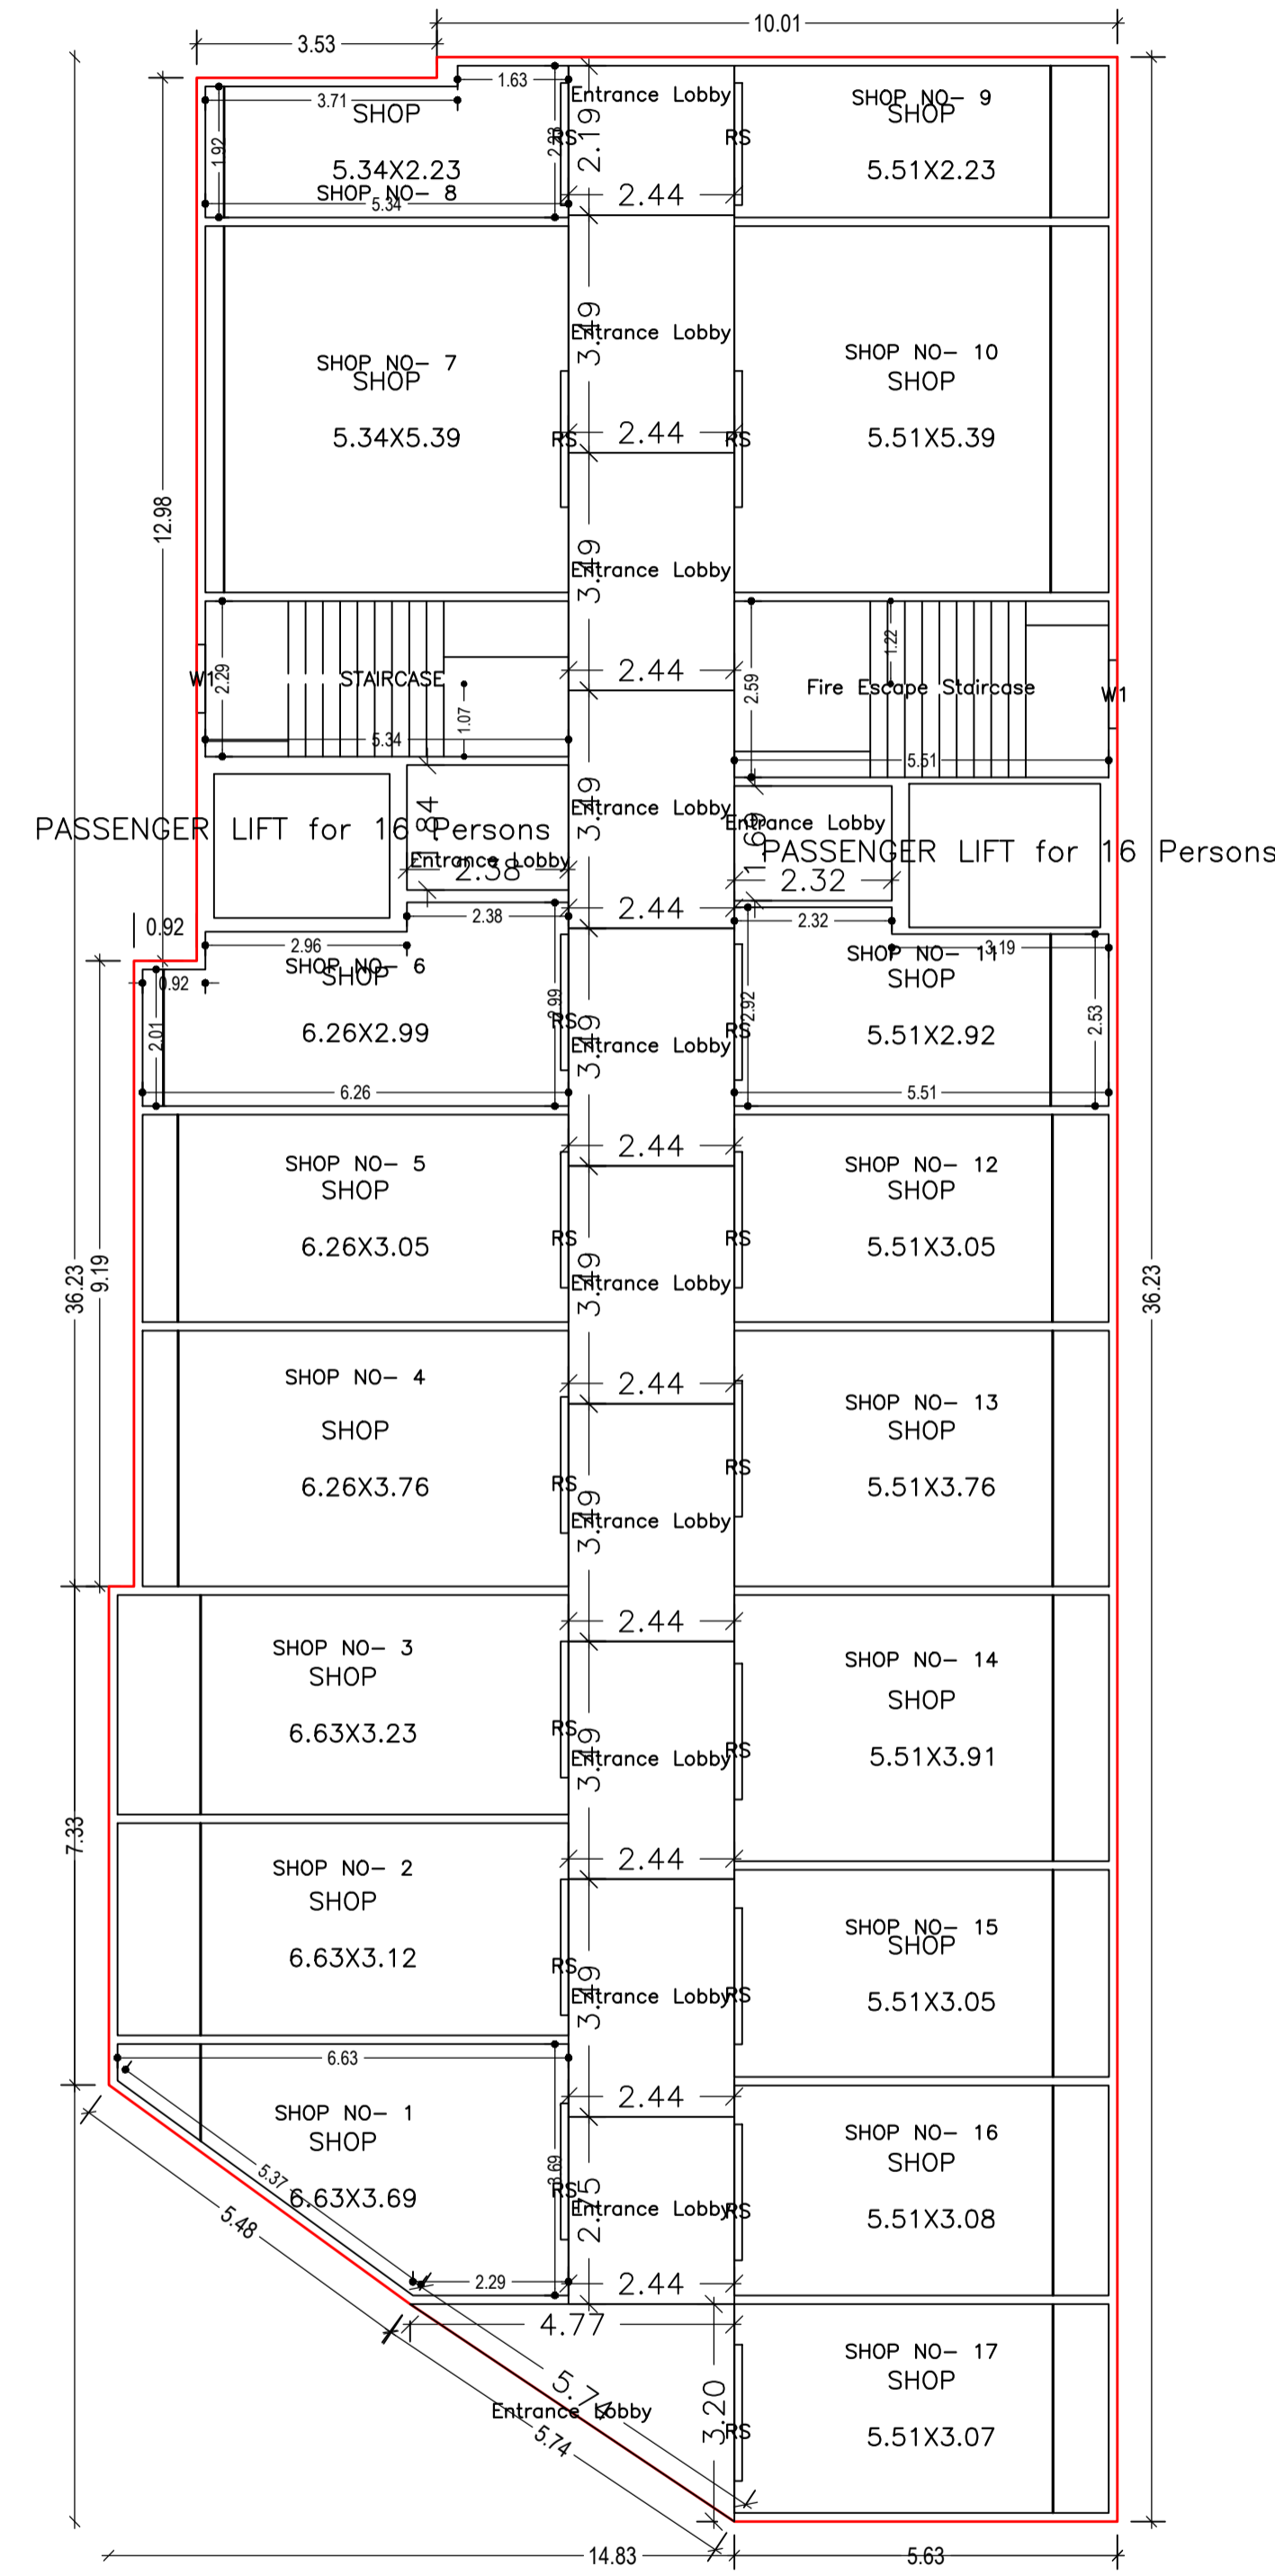 10.01
3.53
1.63
Entrance Lobby
SHOP NO- 9
3.71
SHOP
SHOP
RS
2.23
2.19
RS
1.92
5.34X2.23
5.51X2.23
SHOP NO- 8
5.34
2.44
3.49
Entrance Lobby
SHOP NO- 10
SHOP NO- 7
SHOP
SHOP
5.34X5.39
RS
2.44
RS
5.51X5.39
12.98
3.49
Entrance Lobby
1.22
W1
2.29
STAIRCASE
2.44
2.59
Fire Escape Staircase
W1
1.07
5.34
5.51
3.49
Entrance Lobby
PASSENGER LIFT for 16 Persons
1.84
Entrance Lobby
1.69
PASSENGER LIFT for 16 Persons
Entrance Lobby
2.38
2.32
0.92
2.38
2.44
2.32
2.96
3.19
SHOP NO- 6
SHOP NO- 11
SHOP
SHOP
0.92
2.99
2.92
2.01
6.26X2.99
RS
3.49
Entrance Lobby
RS
5.51X2.92
2.53
6.26
5.51
2.44
SHOP NO- 5
SHOP NO- 12
SHOP
SHOP
6.26X3.05
RS
RS
5.51X3.05
36.23
9.19
3.49
Entrance Lobby
36.23
SHOP NO- 4
2.44
SHOP NO- 13
SHOP
SHOP
6.26X3.76
RS
RS
5.51X3.76
3.49
Entrance Lobby
2.44
SHOP NO- 3
SHOP NO- 14
SHOP
SHOP
6.63X3.23
RS
3.49
Entrance Lobby
RS
5.51X3.91
7.33
2.44
SHOP NO- 2
SHOP NO- 15
SHOP
SHOP
6.63X3.12
RS
3.49
Entrance Lobby
RS
5.51X3.05
6.63
2.44
SHOP NO- 1
SHOP NO- 16
SHOP
SHOP
5.37
3.69
6.63X3.69
RS
2.75
Entrance Lobby
RS
5.51X3.08
5.48
2.29
2.44
4.77
SHOP NO- 17
SHOP
5.74
3.20
Entrance Lobby
RS
5.51X3.07
5.74
14.83
5.63